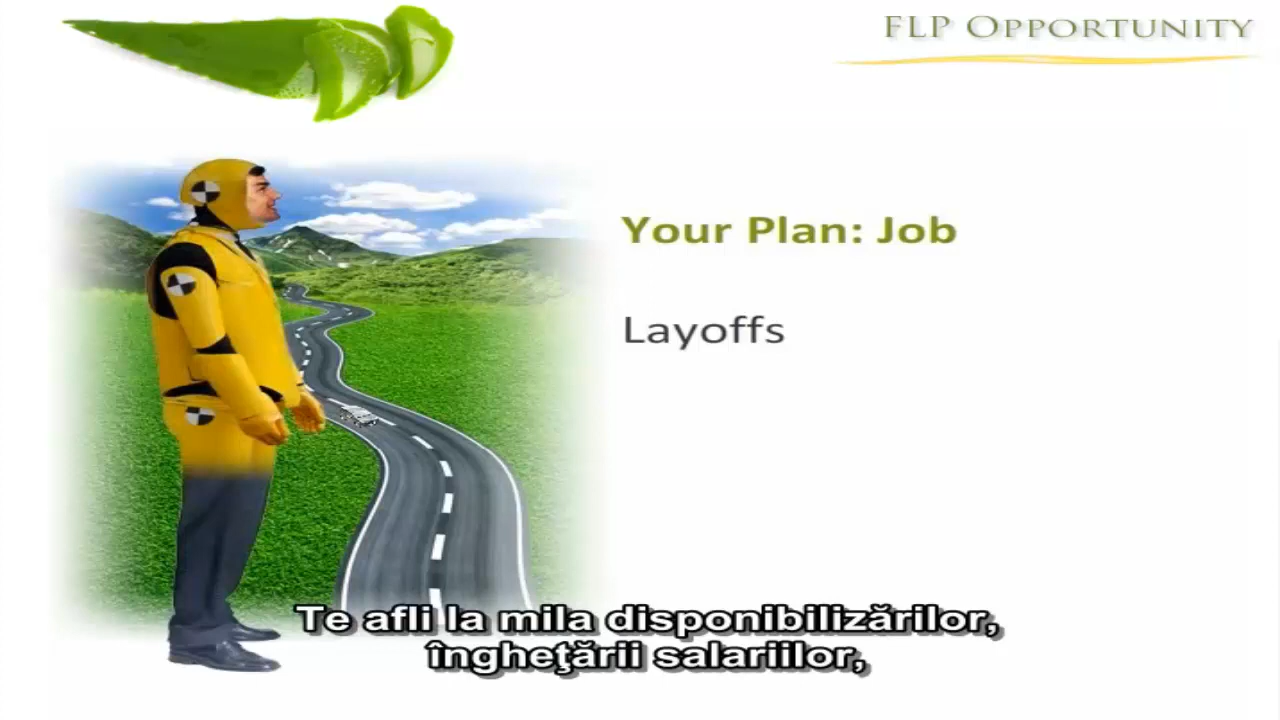 FLP OPPORTUNITY
Your Plan: Job
Layoffs
Te afli la mila disponibilizărilor,
îngheţării salariilor,